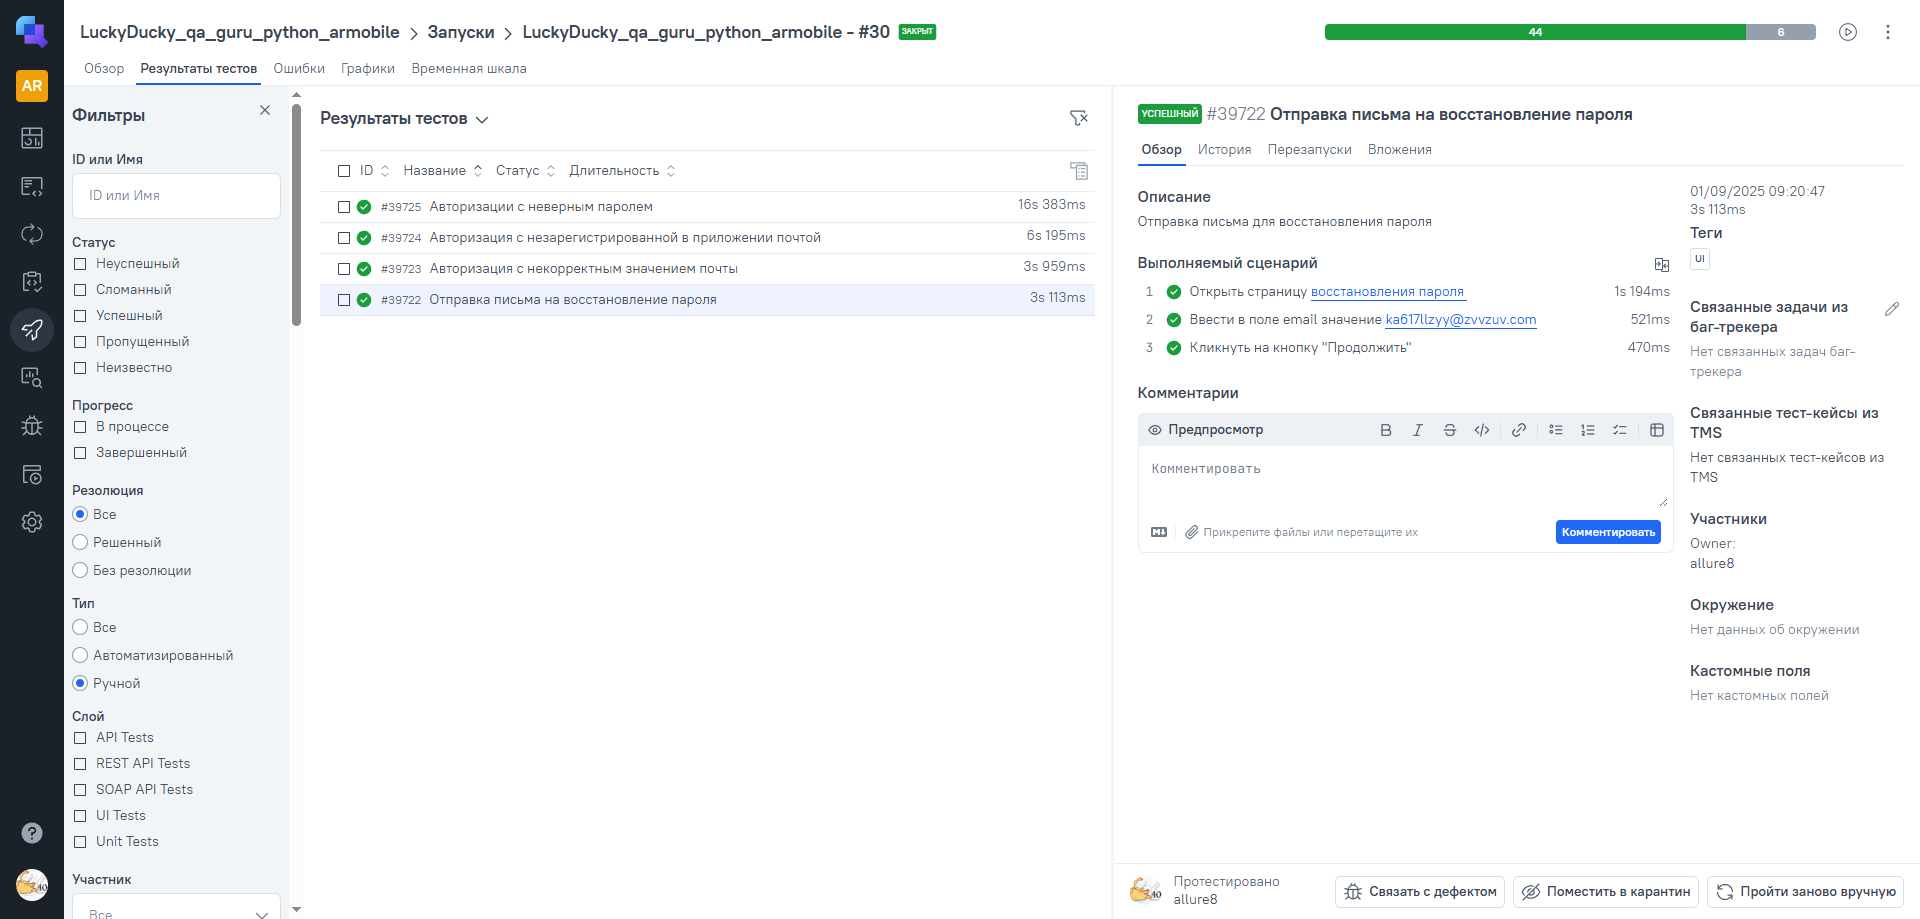 LuckyDucky_qa_guru_python_armobile > Запуски > LuckyDucky_qa_guru_python_armobile - #30 ЗАКРЫТ
44 6
Обзор Результаты тестов Ошибки Графики Временная шкала
AR
Фильтры
ID или Имя
ID или Имя
Статус
Неуспешный
Сломанный
Успешный
Пропущенный
Неизвестно
Прогресс
В процессе
Завершенный
Резолюция
Все
Решенный
Без резолюции
Тип
Все
Автоматизированный
Ручной
Слой
API Tests
REST API Tests
SOAP API Tests
UI Tests
Unit Tests
Участник
Все
Результаты тестов
ID Название Статус Длительность
#39725 Авторизации с неверным паролем 16s 383ms
#39724 Авторизация с незарегистрированной в приложении почтой 6s 195ms
#39723 Авторизация с некорректным значением почты 3s 959ms
#39722 Отправка письма на восстановление пароля 3s 113ms
УСПЕШНЫЙ #39722 Отправка письма на восстановление пароля
Обзор История Перезапуски Вложения
Описание
Отправка письма для восстановления пароля
Выполняемый сценарий
1 Открыть страницу восстановления пароля 1s 194ms
2 Ввести в поле email значение ka617llzyy@zvvzuv.com 521ms
3 Кликнуть на кнопку "Продолжить" 470ms
Комментарии
Предпросмотр
Комментировать
Прикрепите файлы или перетащите их
Комментировать
01/09/2025 09:20:47
3s 113ms
Теги
UI
Связанные задачи из
баг-трекера
Нет связанных задач баг-
трекера
Связанные тест-кейсы из
TMS
Нет связанных тест-кейсов из
TMS
Участники
Owner:
allure8
Окружение
Нет данных об окружении
Кастомные поля
Нет кастомных полей
Протестировано
allure8
Связать с дефектом
Поместить в карантин
Пройти заново вручную